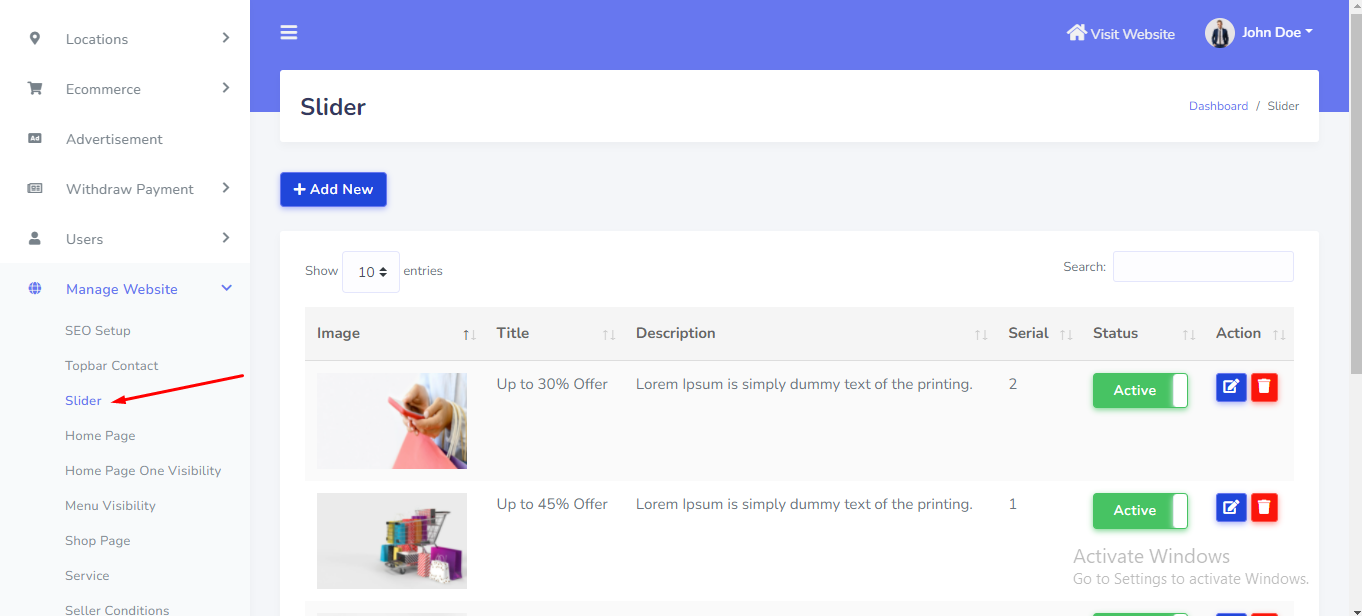 Locations
Ecommerce
Ad Advertisement
Withdraw Payment
Users
Manage Website
SEO Setup
Topbar Contact
Slider
Home Page
Home Page One Visibility
Menu Visibility
Shop Page
Service
Seller Conditions
Visit Website John Doe
Slider Dashboard / Slider
+ Add New
Show 10 entries Search:
Image Title Description Serial Status Action
Up to 30% Offer Lorem Ipsum is simply dummy text of the printing. 2 Active
Up to 45% Offer Lorem Ipsum is simply dummy text of the printing. 1 Active
Activate Windows
Go to Settings to activate Windows.